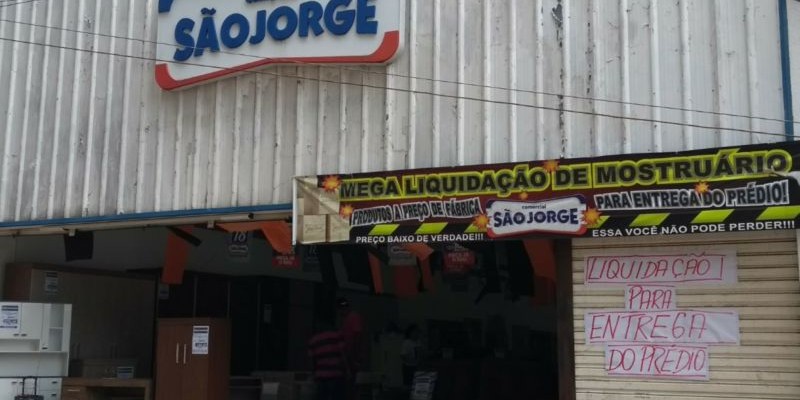 SÃO JORGE
MEGA LIQUIDAÇÃO DE MOSTRUÁRIO
PRODUTOS A PREÇO DE FÁBRICA
comercial
SÃO JORGE
PARA ENTREGA DO PRÉDIO!
PREÇO BAIXO DE VERDADE!!!
ESSA VOCÊ NÃO PODE PERDER!!!
LIQUIDAÇÃO!
PARA
ENTREGA
DO PRÉDIO